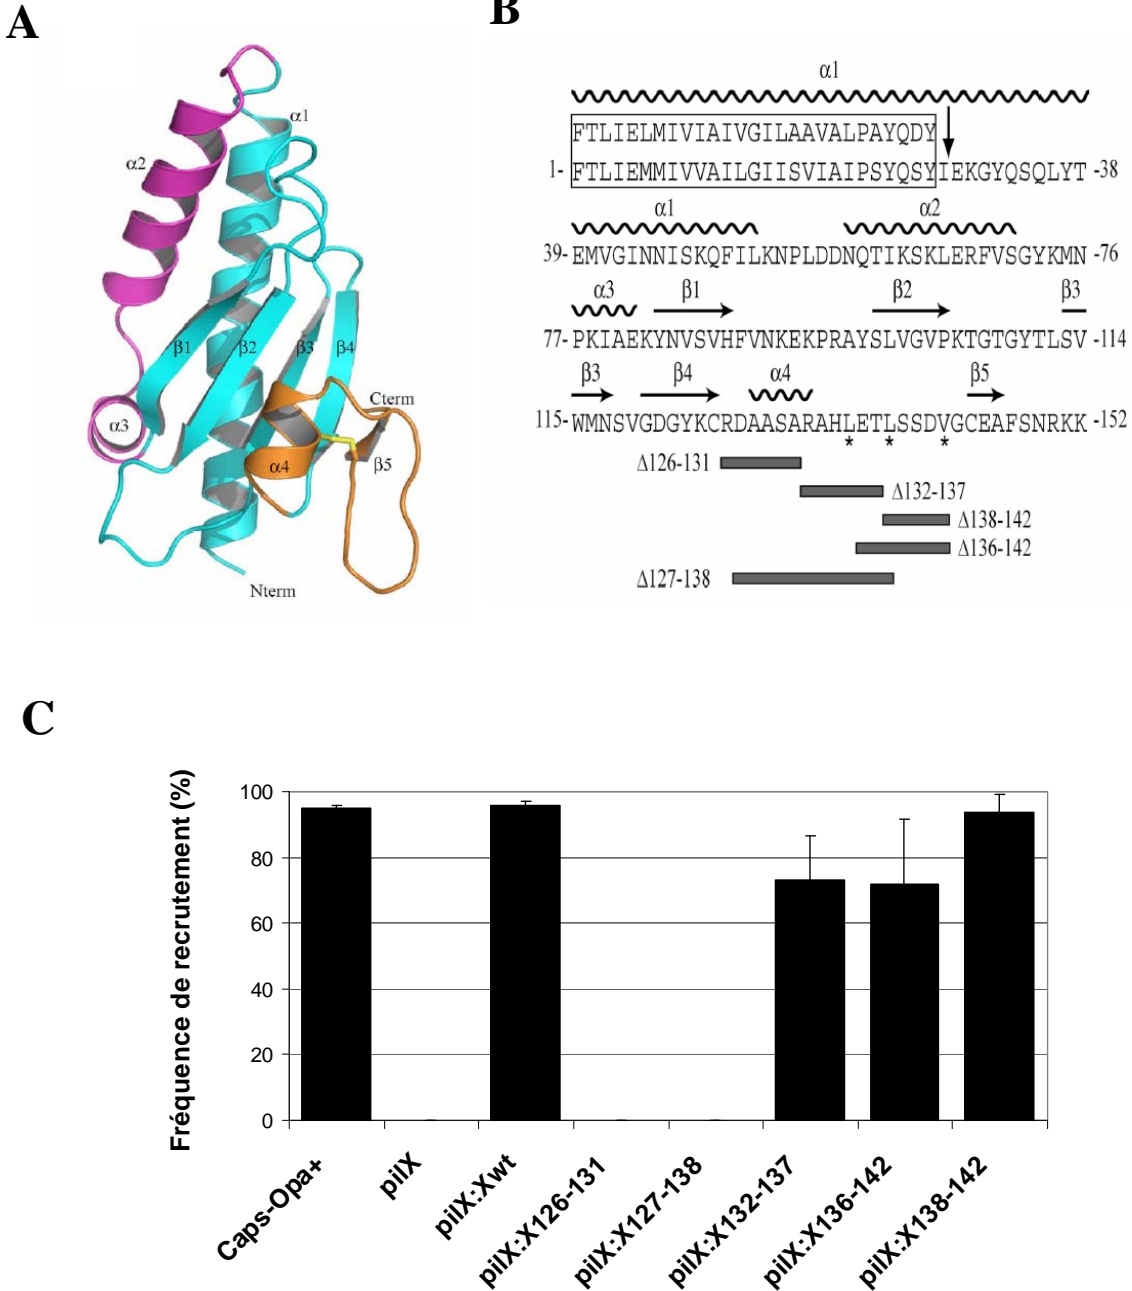 A
α1
α2
β1
β2
β3
β4
α3
Cterm
α4
β5
Nterm
B
α1
FTLIELMIVIAIVGILAAVALPAYQDY
1- FTLIEMMIVVAILGIISVIAIPSYQSYIEKGYQSQLYT -38
α1 α2
39- EMVGINNISKQFILKNPLDDNQTIKSKLERFVSGYKMN -76
α3 β1 β2 β3
77- PKIAEKYNVSVHFVNKEKPRAYSLVGVPKTGTGYTLSV -114
β3 β4 α4 β5
115- WMNSVGDGYKCRDAASARAHLETLSSDVGCEAFSNRKK -152
* * *
Δ126-131
Δ132-137
Δ138-142
Δ136-142
Δ127-138
C
Fréquence de recrutement (%)
100
80
60
40
20
0
Caps-Opa+
pilX
pilX:Xwt
pilX:X126-131
pilX:X127-138
pilX:X132-137
pilX:X136-142
pilX:X138-142